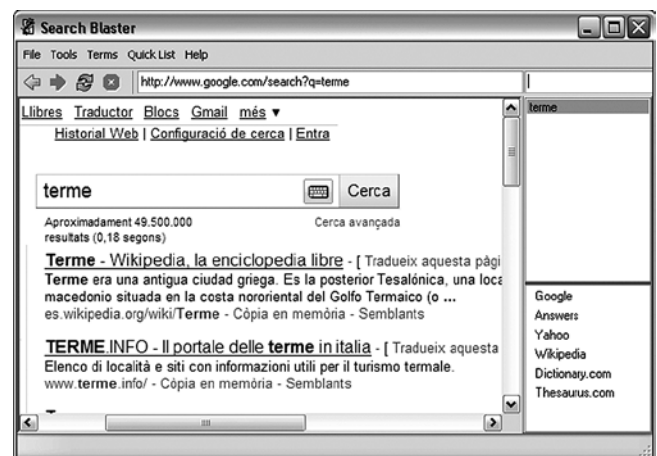 Search Blaster
File Tools Terms Quick List Help
http://www.google.com/search?q=terme
Llibres Traductor Blocs Gmail més ▼
Historial Web | Configuració de cerca | Entra
terme Cerca
Aproximadament 49.500.000 Cerca avançada
resultats (0,18 segons)
Terme - Wikipedia, la enciclopedia libre - [ Tradueix aquesta pàgi
Terme era una antigua ciudad griega. Es la posterior Tesalónica, una loca
macedonio situada en la costa nororiental del Golfo Termaico (o ...
es.wikipedia.org/wiki/Terme - Còpia en memòria - Semblants
TERME.INFO - Il portale delle terme in italia - [ Tradueix aquesta
Elenco di località e siti con informazioni utili per il turismo termale.
www.terme.info/ - Còpia en memòria - Semblants
terme
Google
Answers
Yahoo
Wikipedia
Dictionary.com
Thesaurus.com